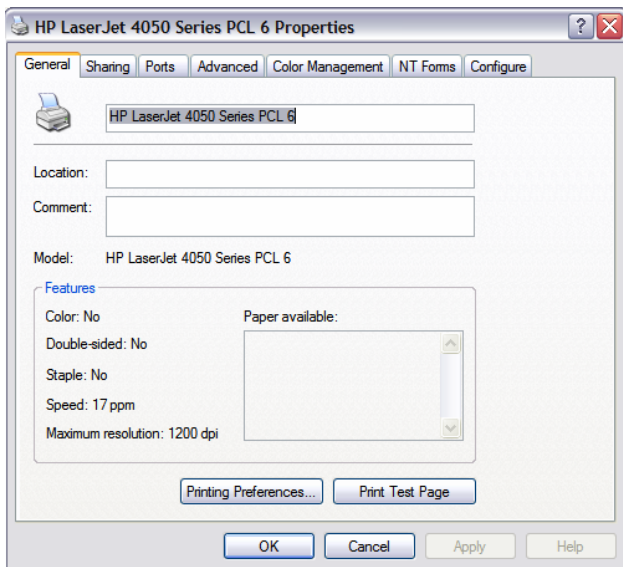 HP LaserJet 4050 Series PCL 6 Properties
?
General Sharing Ports Advanced Color Management NT Forms Configure
HP LaserJet 4050 Series PCL 6
Location:
Comment:
Model: HP LaserJet 4050 Series PCL 6
Features
Color: No Paper available:
Double-sided: No
Staple: No
Speed: 17 ppm
Maximum resolution: 1200 dpi
Printing Preferences... Print Test Page
OK Cancel Apply Help